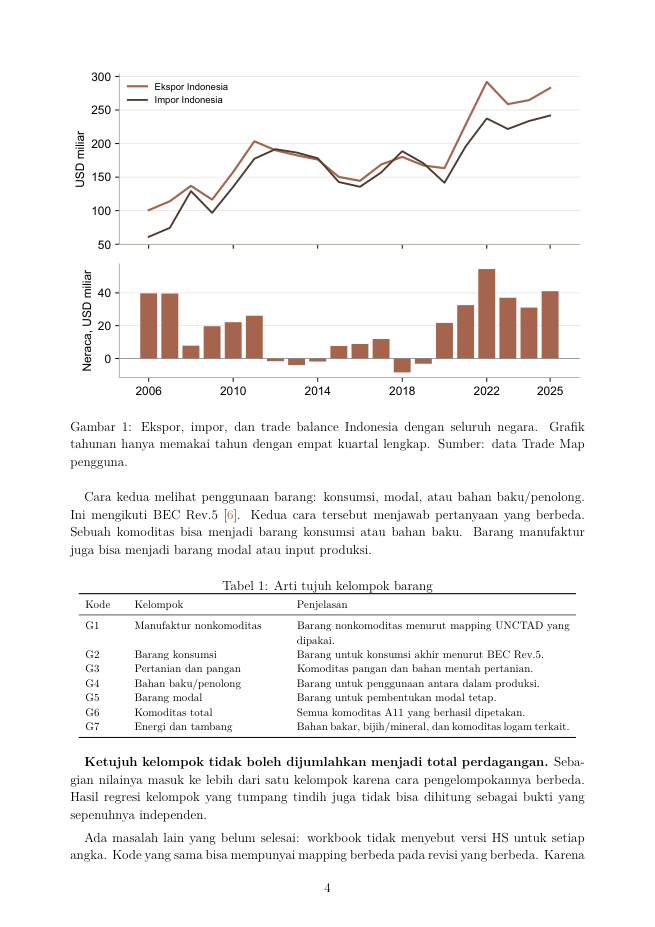 300
250
200
150
100
50
USD miliar
Ekspor Indonesia
Impor Indonesia
40
20
0
Neraca, USD miliar
2006 2010 2014 2018 2022 2025
Gambar 1: Ekspor, impor, dan trade balance Indonesia dengan seluruh negara. Grafik
tahunan hanya memakai tahun dengan empat kuartal lengkap. Sumber: data Trade Map
pengguna.
Cara kedua melihat penggunaan barang: konsumsi, modal, atau bahan baku/penolong.
Ini mengikuti BEC Rev.5 [6]. Kedua cara tersebut menjawab pertanyaan yang berbeda.
Sebuah komoditas bisa menjadi barang konsumsi atau bahan baku. Barang manufaktur
juga bisa menjadi barang modal atau input produksi.
Tabel 1: Arti tujuh kelompok barang
Kode Kelompok Penjelasan
G1 Manufaktur nonkomoditas Barang nonkomoditas menurut mapping UNCTAD yang
dipakai.
G2 Barang konsumsi Barang untuk konsumsi akhir menurut BEC Rev.5.
G3 Pertanian dan pangan Komoditas pangan dan bahan mentah pertanian.
G4 Bahan baku/penolong Barang untuk penggunaan antara dalam produksi.
G5 Barang modal Barang untuk pembentukan modal tetap.
G6 Komoditas total Semua komoditas A11 yang berhasil dipetakan.
G7 Energi dan tambang Bahan bakar, bijih/mineral, dan komoditas logam terkait.
Ketujuh kelompok tidak boleh dijumlahkan menjadi total perdagangan. Seba-
gian nilainya masuk ke lebih dari satu kelompok karena cara pengelompokannya berbeda.
Hasil regresi kelompok yang tumpang tindih juga tidak bisa dihitung sebagai bukti yang
sepenuhnya independen.
Ada masalah lain yang belum selesai: workbook tidak menyebut versi HS untuk setiap
angka. Kode yang sama bisa mempunyai mapping berbeda pada revisi yang berbeda. Karena
4